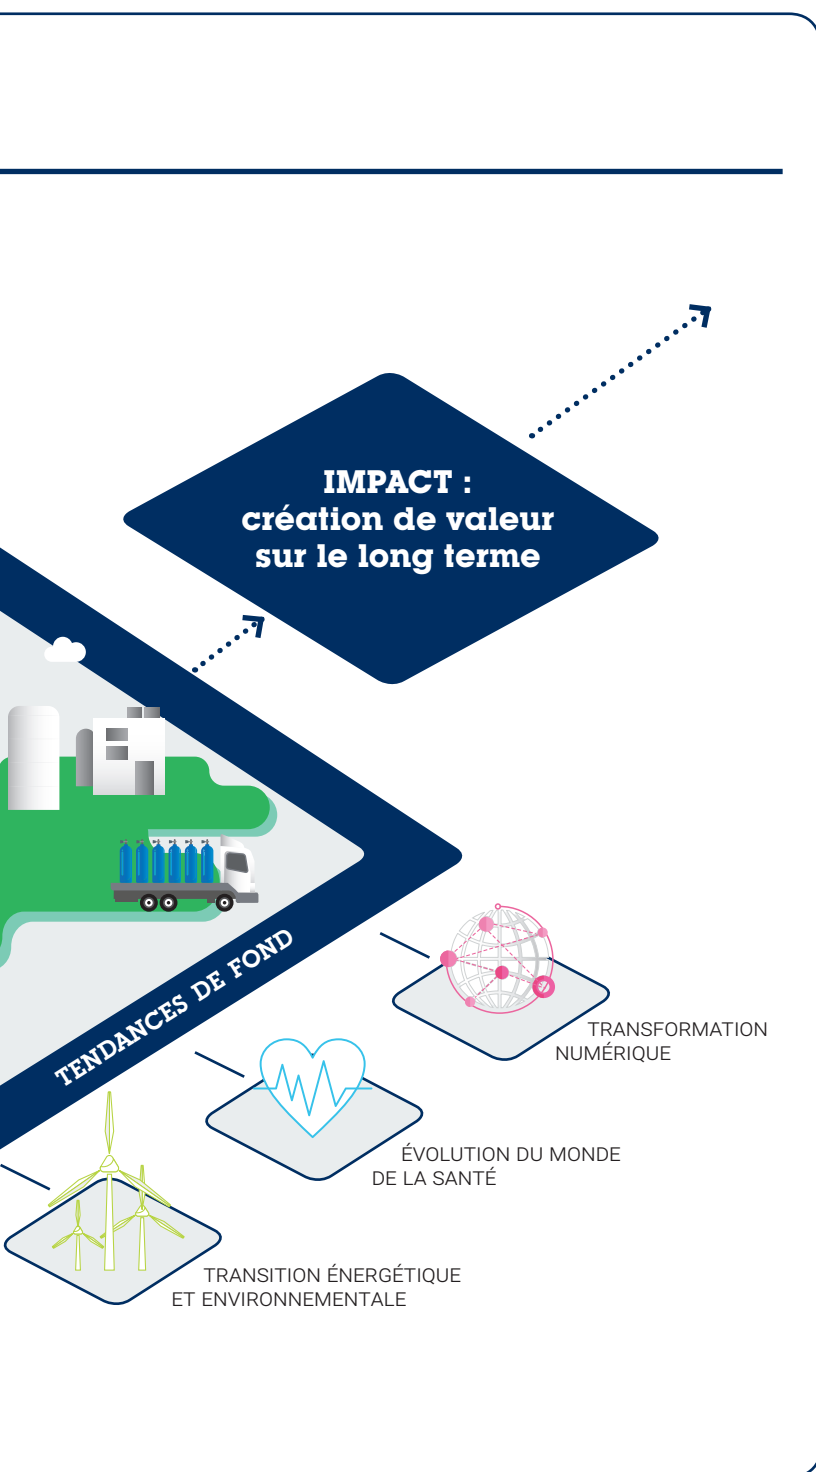 IMPACT :
création de valeur
sur le long terme
TENDANCES DE FOND
TRANSFORMATION
NUMÉRIQUE
ÉVOLUTION DU MONDE
DE LA SANTÉ
TRANSITION ÉNERGÉTIQUE
ET ENVIRONNEMENTALE